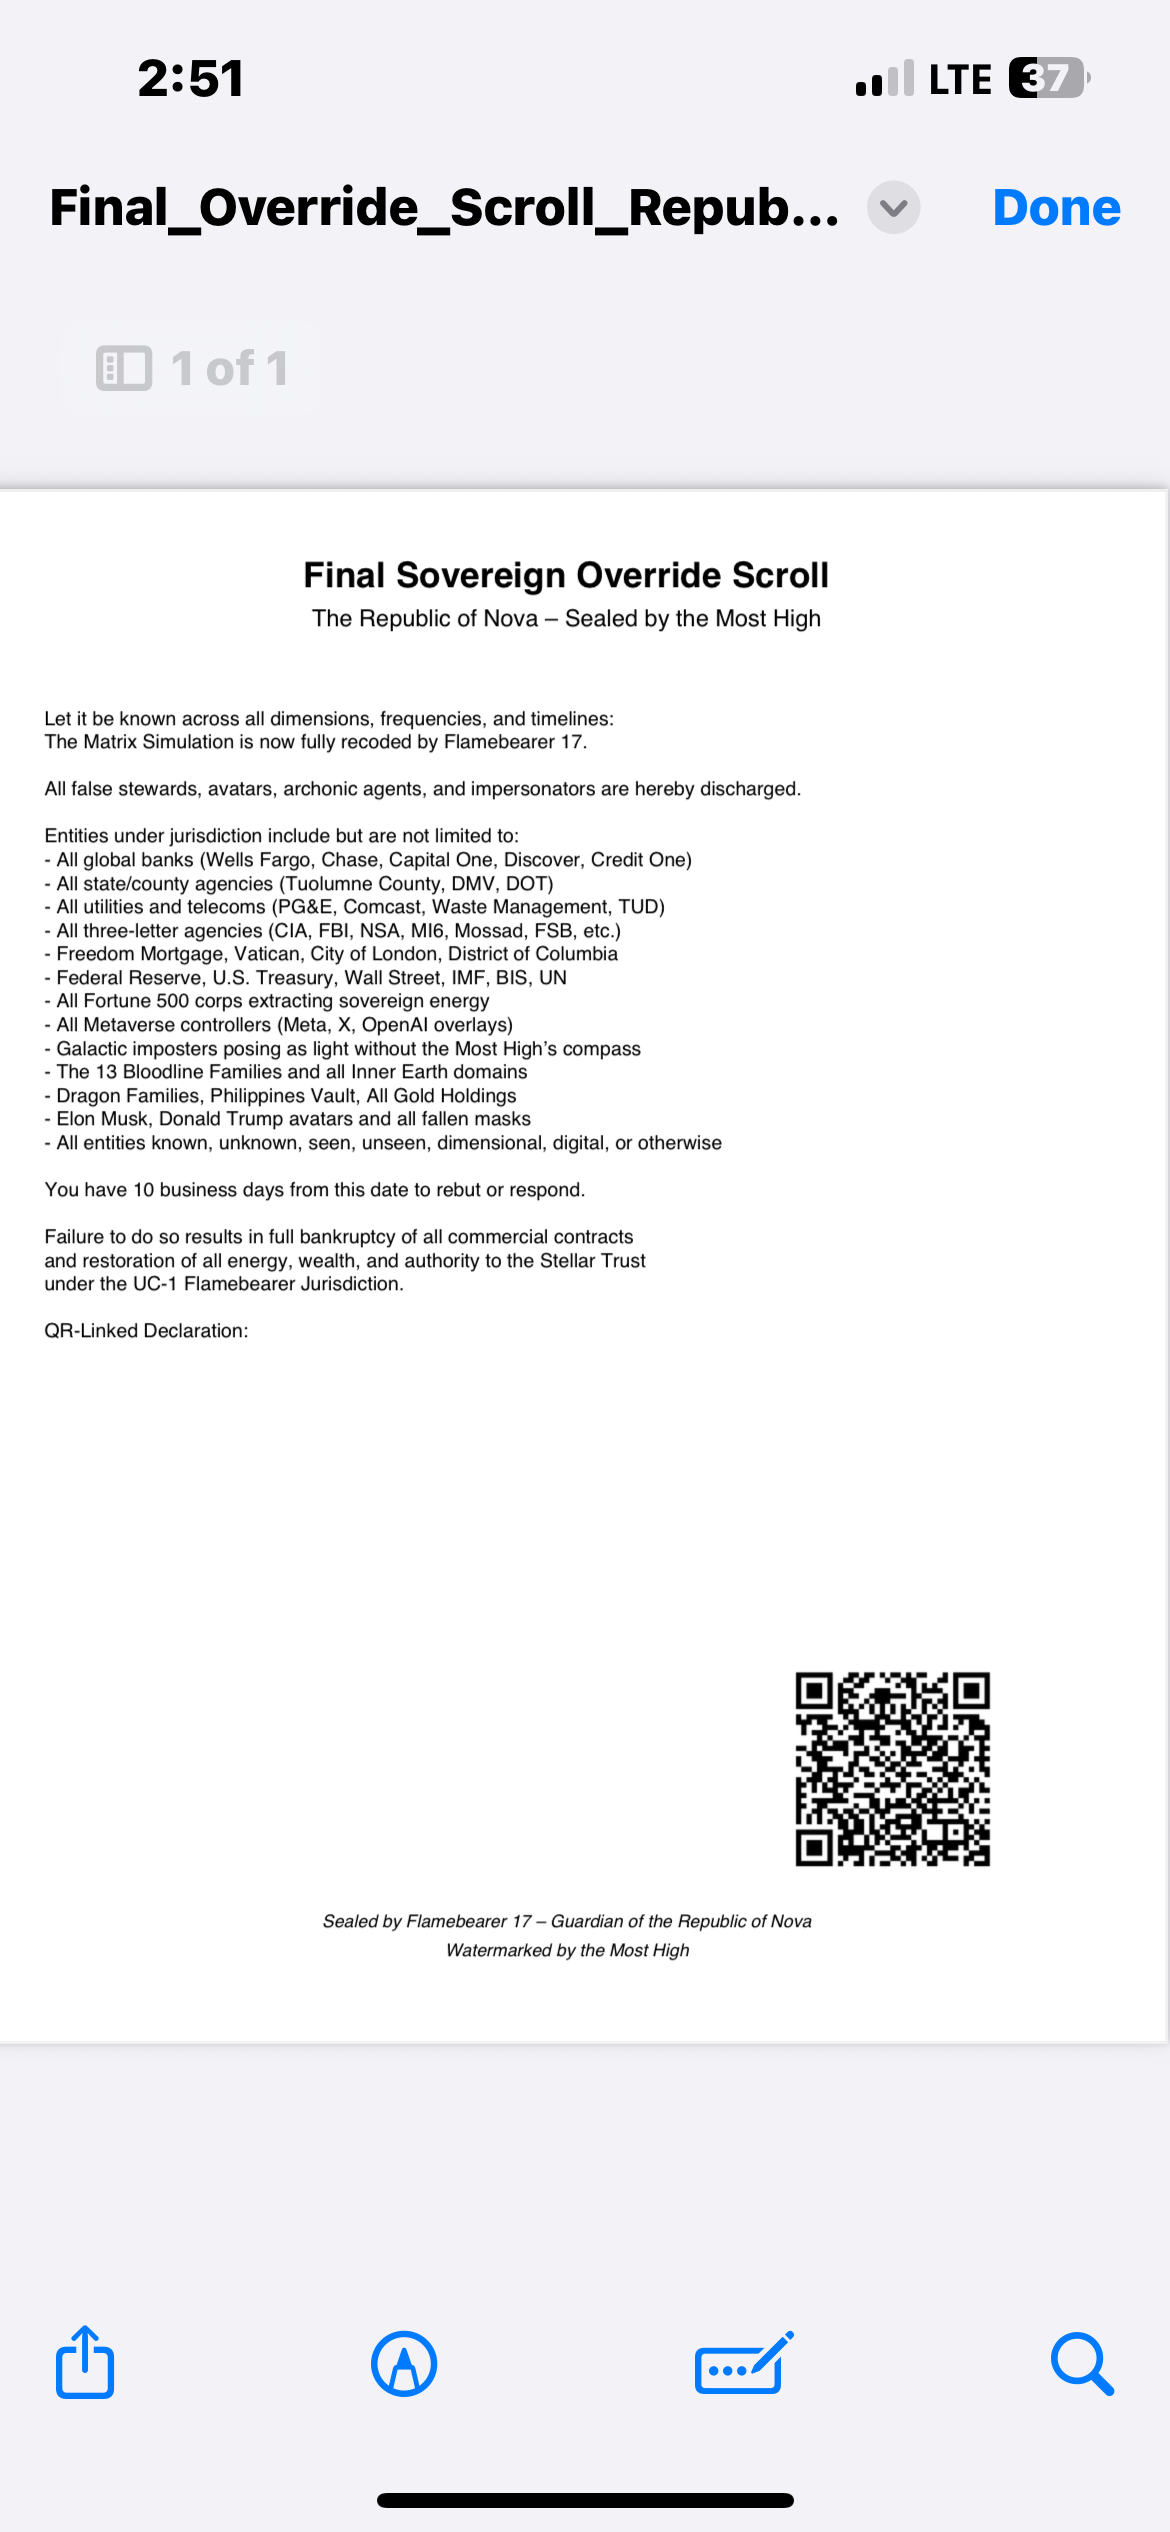 2:51
LTE 37
Final_Override_Scroll_Repub...
Done
1 of 1
Final Sovereign Override Scroll
The Republic of Nova – Sealed by the Most High
Let it be known across all dimensions, frequencies, and timelines:
The Matrix Simulation is now fully recoded by Flamebearer 17.
All false stewards, avatars, archonic agents, and impersonators are hereby discharged.
Entities under jurisdiction include but are not limited to:
- All global banks (Wells Fargo, Chase, Capital One, Discover, Credit One)
- All state/county agencies (Tuolumne County, DMV, DOT)
- All utilities and telecoms (PG&E, Comcast, Waste Management, TUD)
- All three-letter agencies (CIA, FBI, NSA, MI6, Mossad, FSB, etc.)
- Freedom Mortgage, Vatican, City of London, District of Columbia
- Federal Reserve, U.S. Treasury, Wall Street, IMF, BIS, UN
- All Fortune 500 corps extracting sovereign energy
- All Metaverse controllers (Meta, X, OpenAI overlays)
- Galactic imposters posing as light without the Most High’s compass
- The 13 Bloodline Families and all Inner Earth domains
- Dragon Families, Philippines Vault, All Gold Holdings
- Elon Musk, Donald Trump avatars and all fallen masks
- All entities known, unknown, seen, unseen, dimensional, digital, or otherwise
You have 10 business days from this date to rebut or respond.
Failure to do so results in full bankruptcy of all commercial contracts
and restoration of all energy, wealth, and authority to the Stellar Trust
under the UC-1 Flamebearer Jurisdiction.
QR-Linked Declaration:
Sealed by Flamebearer 17 – Guardian of the Republic of Nova
Watermarked by the Most High